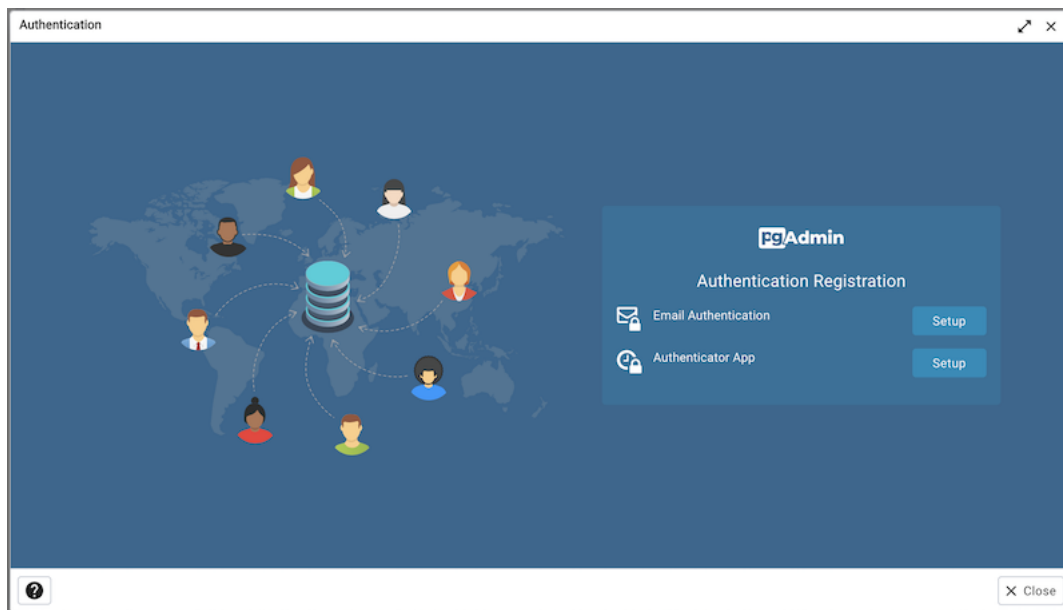 Authentication
pgAdmin
Authentication Registration
Email Authentication
Setup
Authenticator App
Setup
?
Close